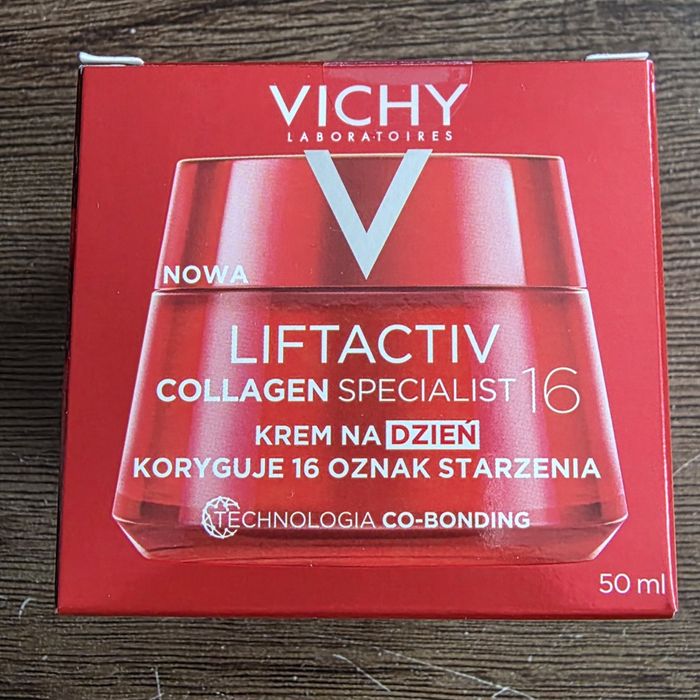 VICHY
LABORATOIRES
V
NOWA
LIFTACTIV
COLLAGEN SPECIALIST 16
KREM NA DZIEŃ
KORYGUJE 16 OZNAK STARZENIA
TECHNOLOGIA CO-BONDING
50 ml